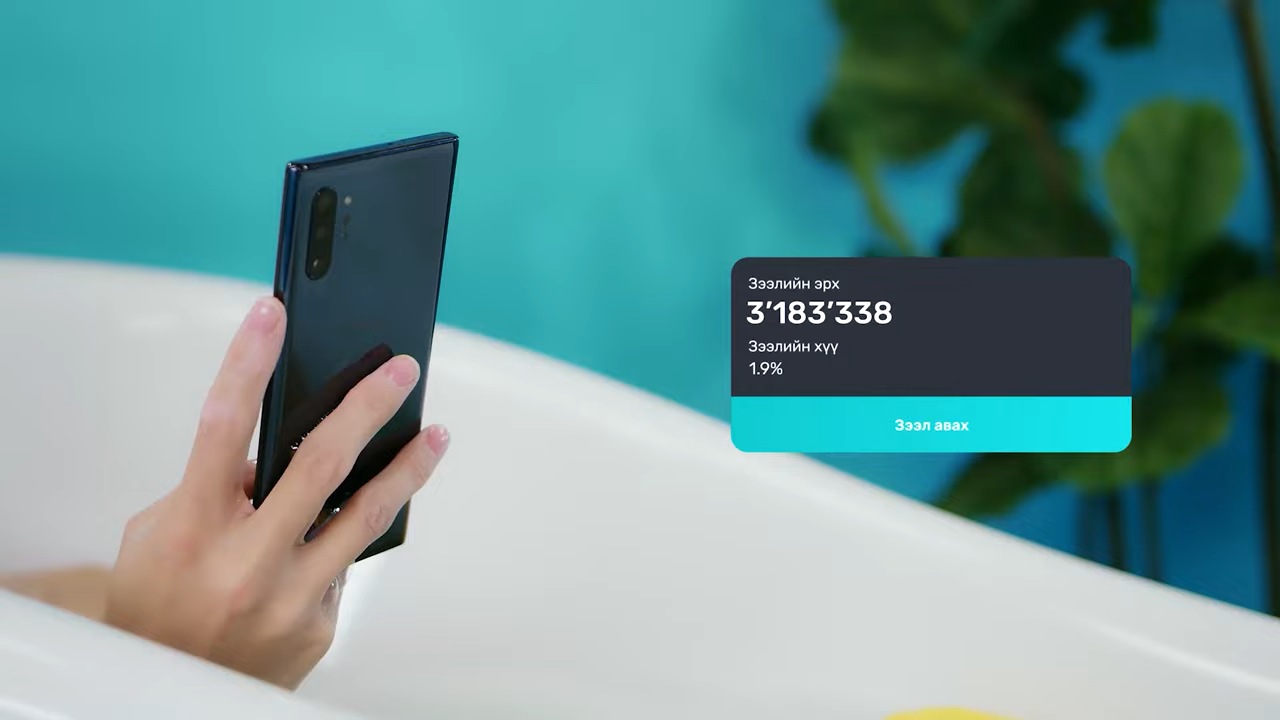 Зээлийн эрх
3’183’338
Зээлийн хүү
1.9%
Зээл авах